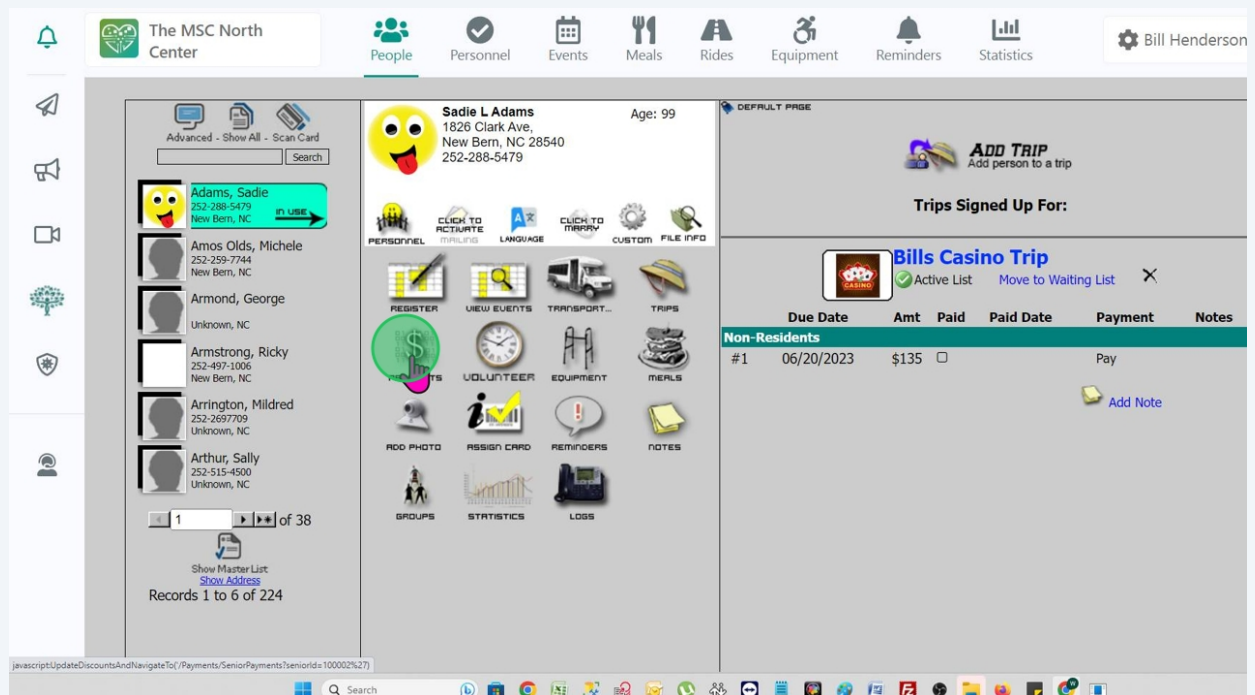 The MSC North
Center
People
Personnel
Events
Meals
Rides
Equipment
Reminders
Statistics
Bill Henderson
Advanced - Show All - Scan Card
Search
Adams, Sadie
252-288-5479
New Bern, NC
IN USE
Amos Olds, Michele
252-259-7744
New Bern, NC
Armond, George
Unknown, NC
Armstrong, Ricky
252-497-1006
New Bern, NC
Arrington, Mildred
252-2697709
Unknown, NC
Arthur, Sally
252-515-4500
Unknown, NC
1 of 38
Show Master List
Show Address
Records 1 to 6 of 224
Sadie L Adams
Age: 99
1826 Clark Ave,
New Bern, NC 28540
252-288-5479
PERSONNEL
CLICK TO
ACTIVATE
MAILING
LANGUAGE
CLICK TO
MARRY
CUSTOM
FILE INFO
REGISTER
VIEW EVENTS
TRANSPORT...
TRIPS
VOLUNTEER
EQUIPMENT
MEALS
ADD PHOTO
ASSIGN CARD
REMINDERS
NOTES
GROUPS
STATISTICS
LOGS
DEFAULT PAGE
ADD TRIP
Add person to a trip
Trips Signed Up For:
CASINO
Bills Casino Trip
Active List Move to Waiting List
Due Date Amt Paid Paid Date Payment Notes
Non-Residents
#1 06/20/2023 $135 Pay
Add Note
javascript:UpdateDiscountsAndNavigateTo('/Payments/SeniorPayments?seniorId=100002%27)
Search